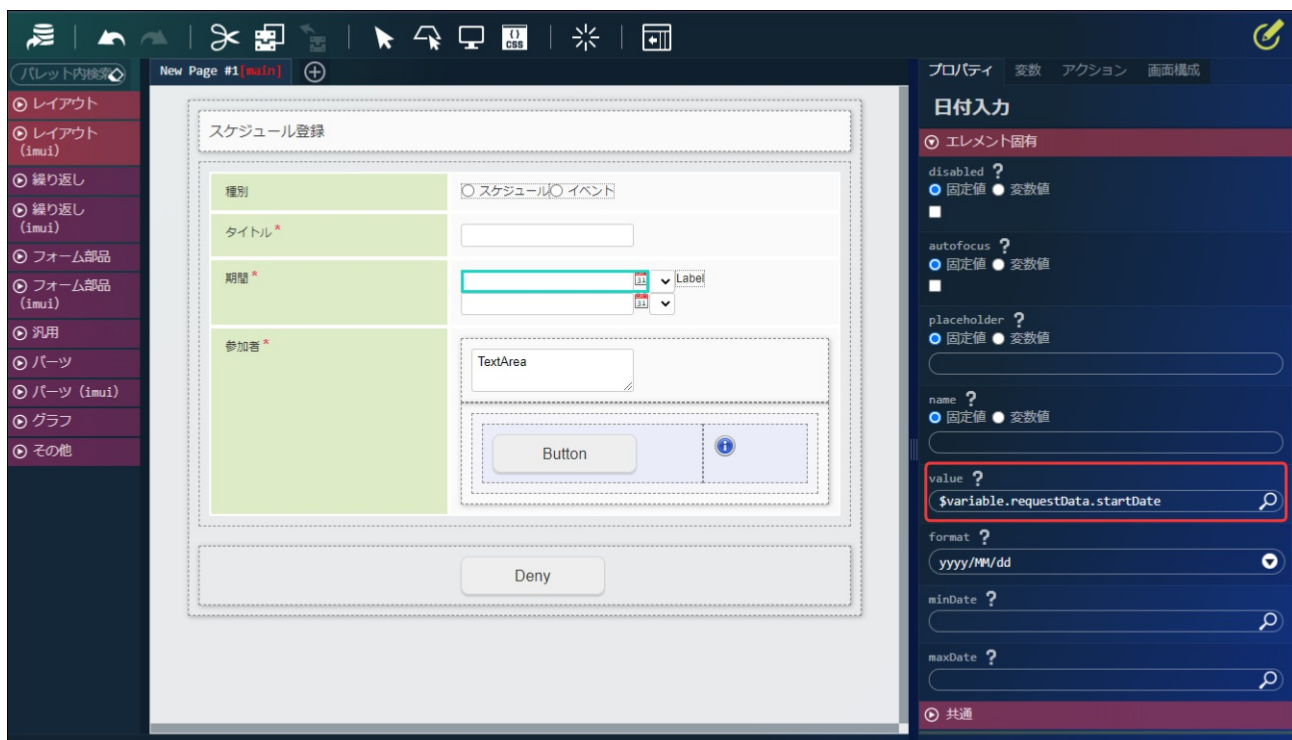 {} CSS
パレット内検索
New Page #1[main]
レイアウト
レイアウト
(imui)
繰り返し
繰り返し
(imui)
フォーム部品
フォーム部品
(imui)
汎用
パーツ
パーツ (imui)
グラフ
その他
スケジュール登録
種別
スケジュール イベント
タイトル*
期間*
31
Label
31
参加者*
TextArea
Button
Deny
プロパティ 変数 アクション 画面構成
日付入力
エレメント固有
disabled ?
固定値 変数値
autofocus ?
固定値 変数値
placeholder ?
固定値 変数値
name ?
固定値 変数値
value ?
$variable.requestData.startDate
format ?
yyyy/MM/dd
minDate ?
maxDate ?
共通